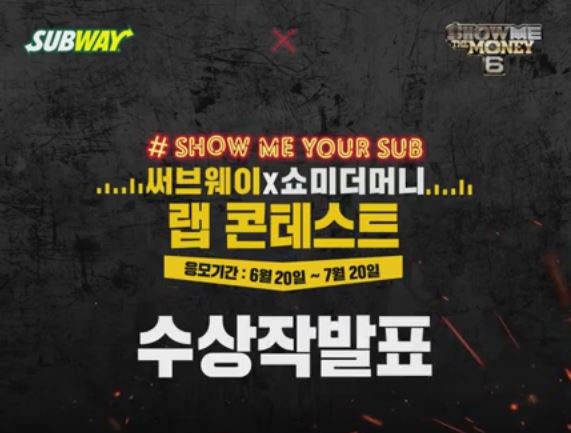 SUBWAY
X
SHOW ME
THE MONEY
6
# SHOW ME YOUR SUB
써브웨이x쇼미더머니
랩 콘테스트
응모기간 : 6월 20일 ~ 7월 20일
수상작발표